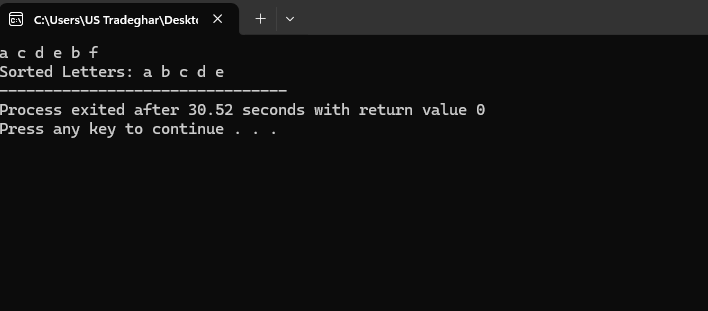 C:\Users\US Tradeghar\Deskto
a c d e b f
Sorted Letters: a b c d e
--------------------------------
Process exited after 30.52 seconds with return value 0
Press any key to continue . . .